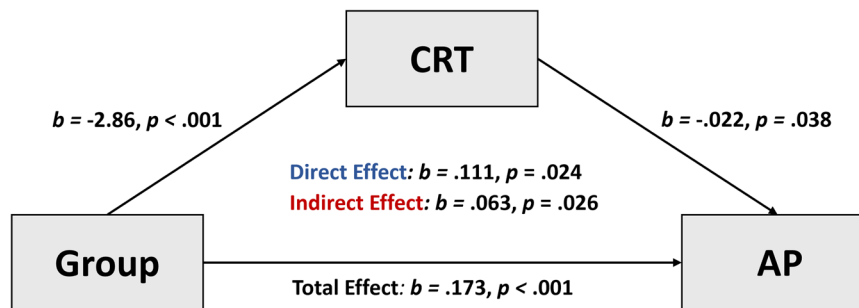 CRT
b = -2.86, p < .001
b = -.022, p = .038
Direct Effect: b = .111, p = .024
Indirect Effect: b = .063, p = .026
Group
AP
Total Effect: b = .173, p < .001